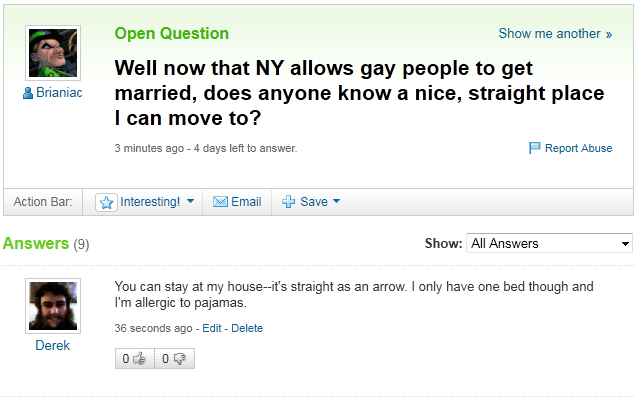 Open Question
Show me another »
Well now that NY allows gay people to get
married, does anyone know a nice, straight place
I can move to?
Brianiac
3 minutes ago - 4 days left to answer.
Report Abuse
Action Bar: Interesting! Email Save
Answers (9)
Show: All Answers
You can stay at my house--it's straight as an arrow. I only have one bed though and
I'm allergic to pajamas.
36 seconds ago - Edit - Delete
Derek
0 0